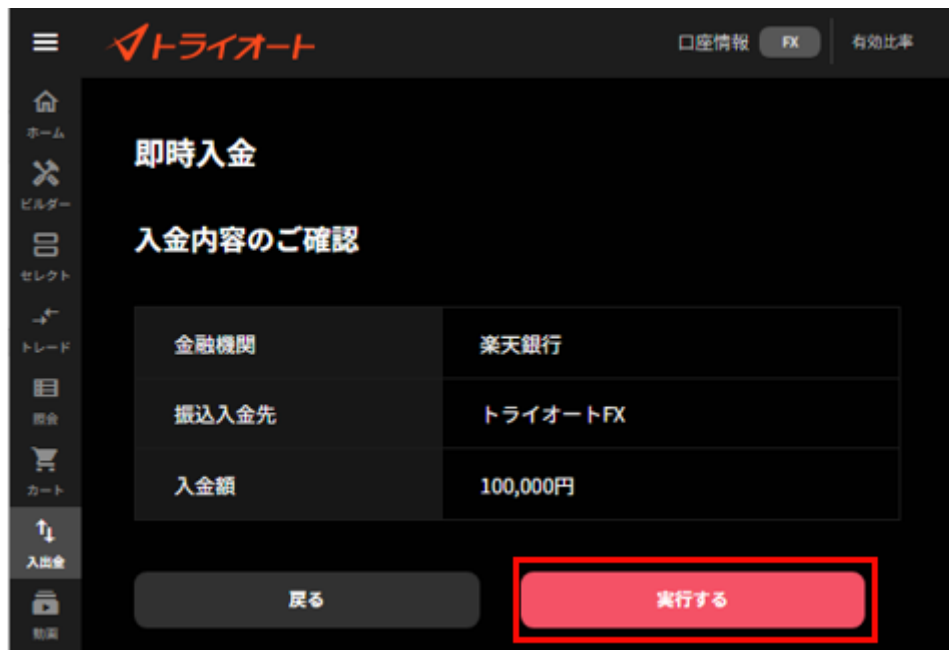 トライオート
口座情報 FX 有効比率
ホーム
ビルダー
セレクト
トレード
照会
カート
入出金
動画
即時入金
入金内容のご確認
金融機関 楽天銀行
振込入金先 トライオートFX
入金額 100,000円
戻る 実行する